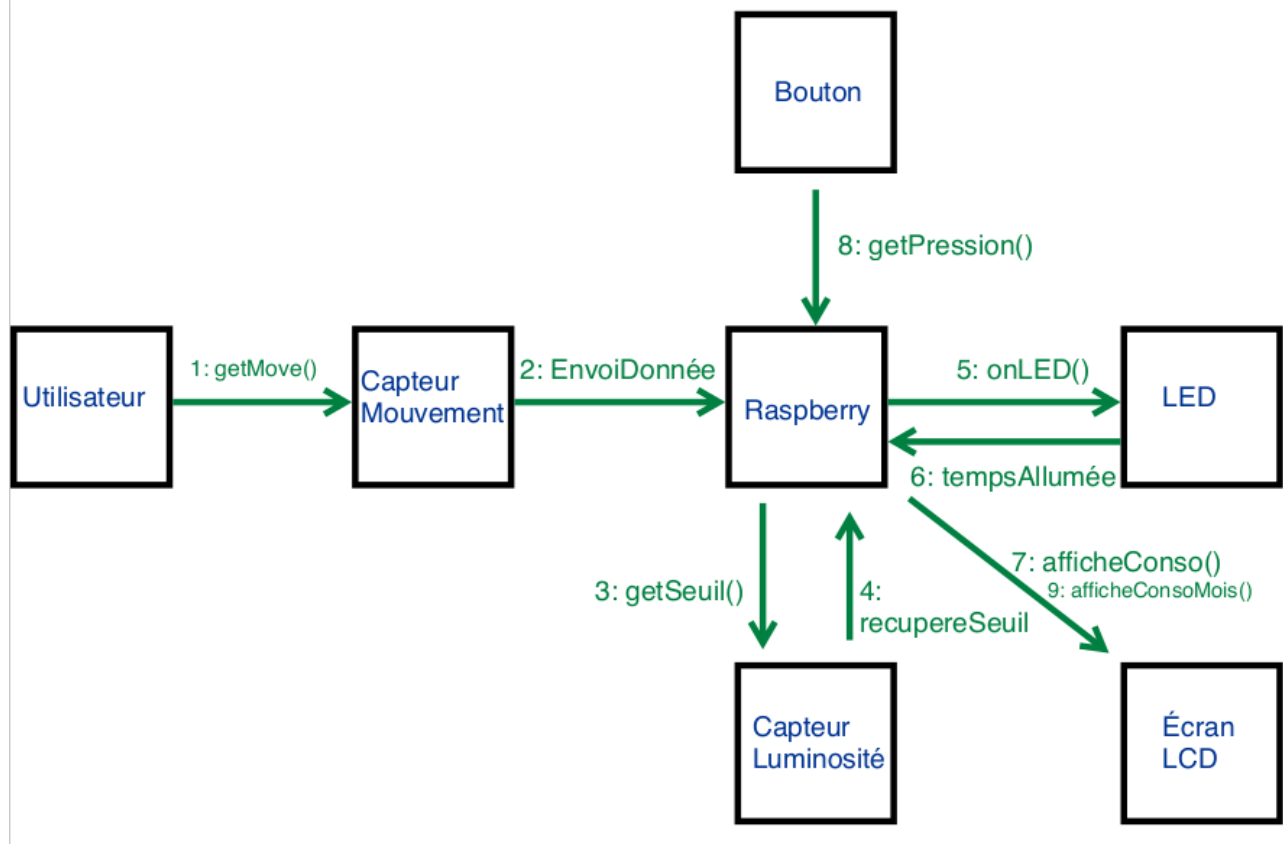 Bouton
8: getPression()
Utilisateur
1: getMove()
Capteur
Mouvement
2: EnvoiDonnée
Raspberry
5: onLED()
LED
6: tempsAllumée
3: getSeuil()
4:
recupereSeuil
7: afficheConso()
9: afficheConsoMois()
Capteur
Luminosité
Écran
LCD